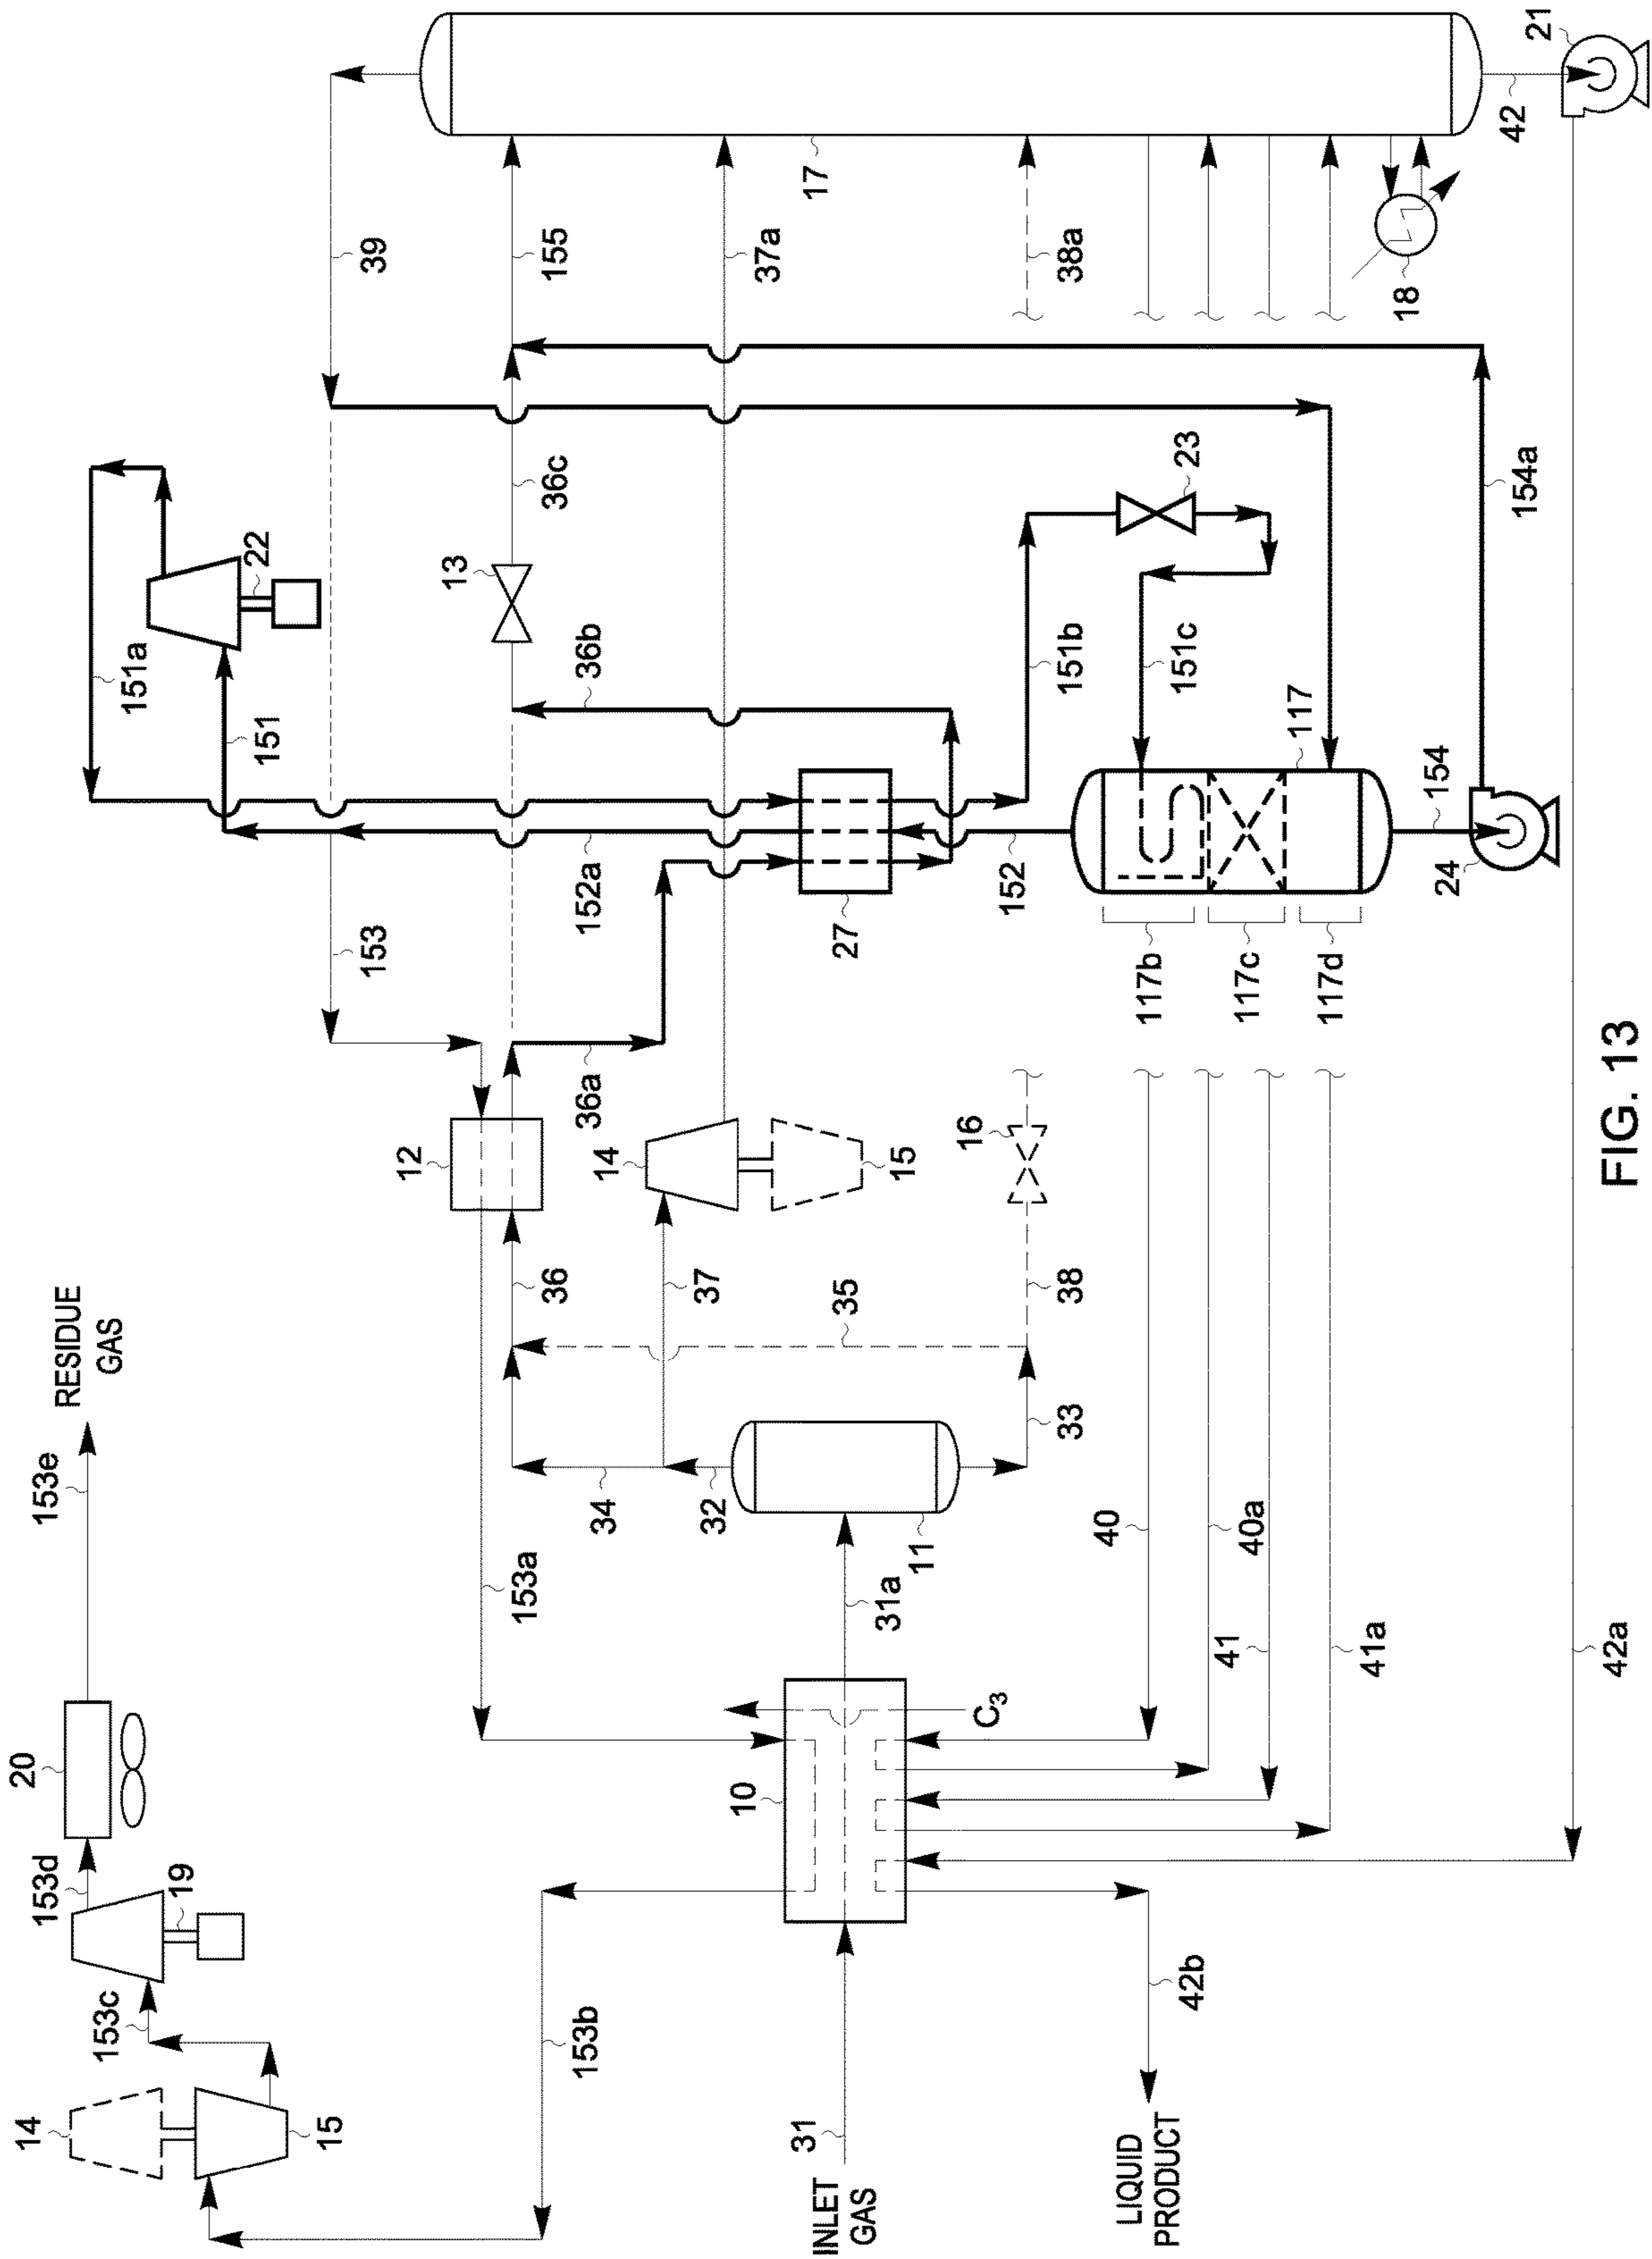 RESIDUE
GAS
153e
20
153d
19
153c
14
15
153b
153a
12
36
34
32
37
35
33
11
31a
10
C3
31
INLET
GAS
42b
LIQUID
PRODUCT
40
40a
41
41a
42a
38
16
14
15
36a
153
152a
27
152
117b
117c
117d
117
154
24
151
151a
22
13
36b
36c
151b
151c
23
154a
39
155
37a
17
38a
18
42
21
FIG. 13